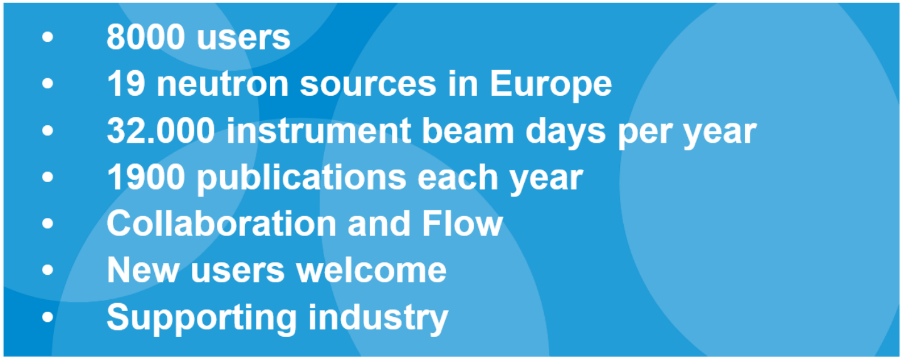 • 8000 users
• 19 neutron sources in Europe
• 32.000 instrument beam days per year
• 1900 publications each year
• Collaboration and Flow
• New users welcome
• Supporting industry